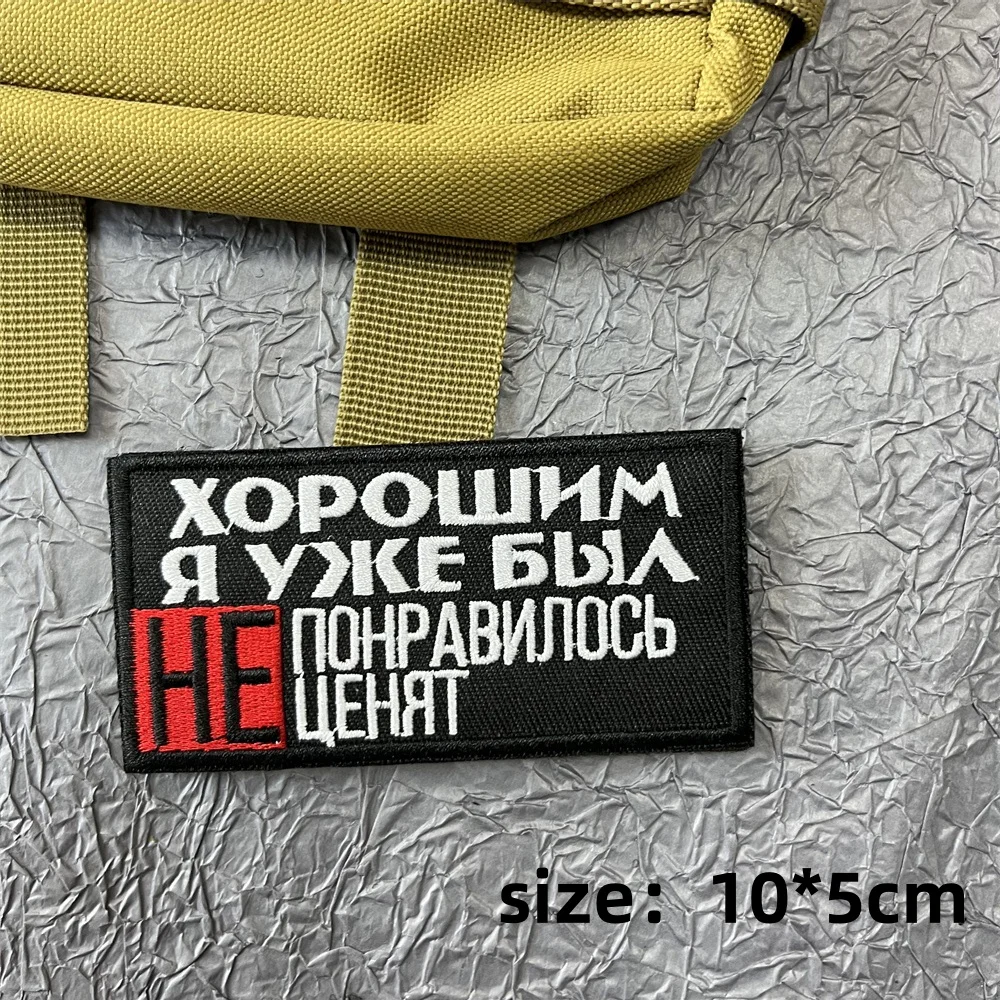 ХОРОШИМ
Я УЖЕ БЫЛ
НЕ ПОНРАВИЛОСЬ
ЦЕНЯТ
size：10*5cm